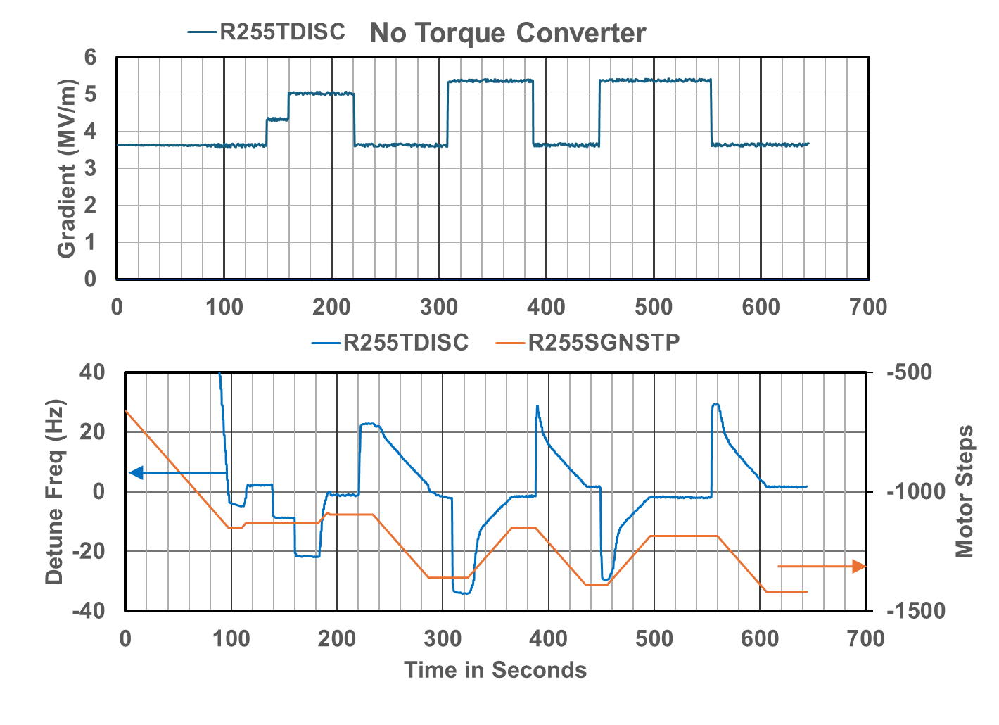 R255TDISC No Torque Converter
6
5
4
3
2
1
0
Gradient (MV/m)
0 100 200 300 400 500 600 700
R255TDISC R255SGNSTP
40
20
0
-20
-40
Detune Freq (Hz)
-500
-1000
-1500
Motor Steps
0 100 200 300 400 500 600 700
Time in Seconds